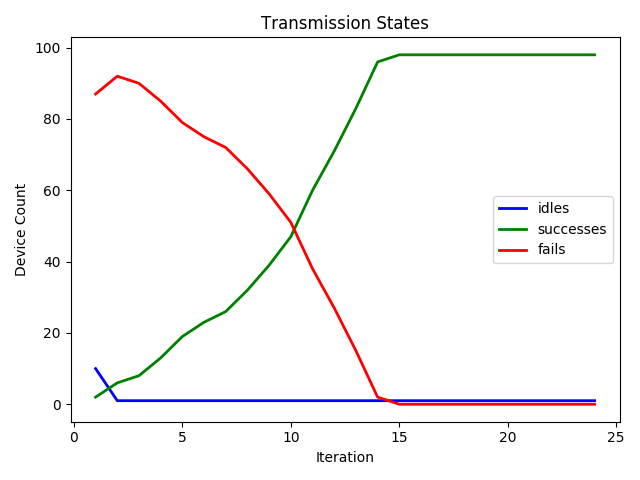 Transmission States
Device Count
100
80
60
40
20
0
idles
successes
fails
0 5 10 15 20 25
Iteration